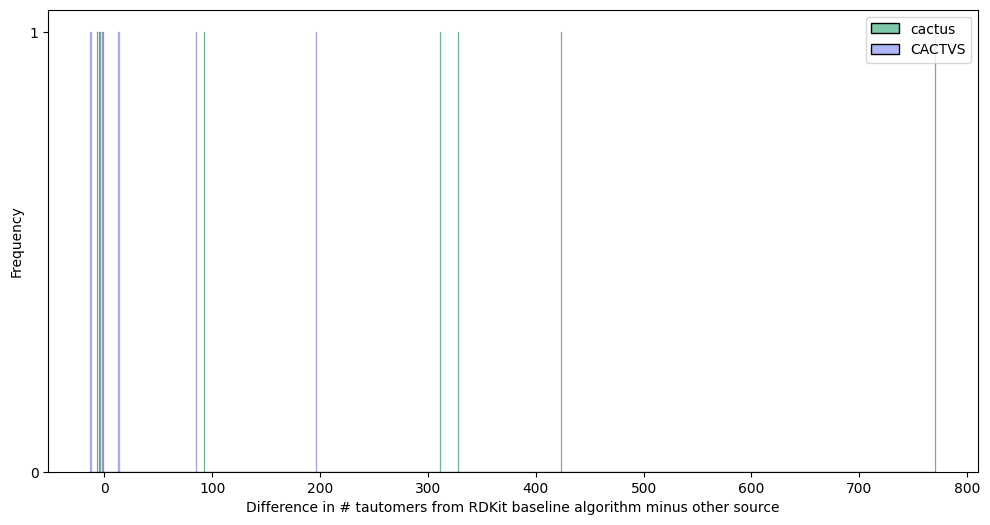 1
0
Frequency
cactus
CACTVS
0 100 200 300 400 500 600 700 800
Difference in # tautomers from RDKit baseline algorithm minus other source